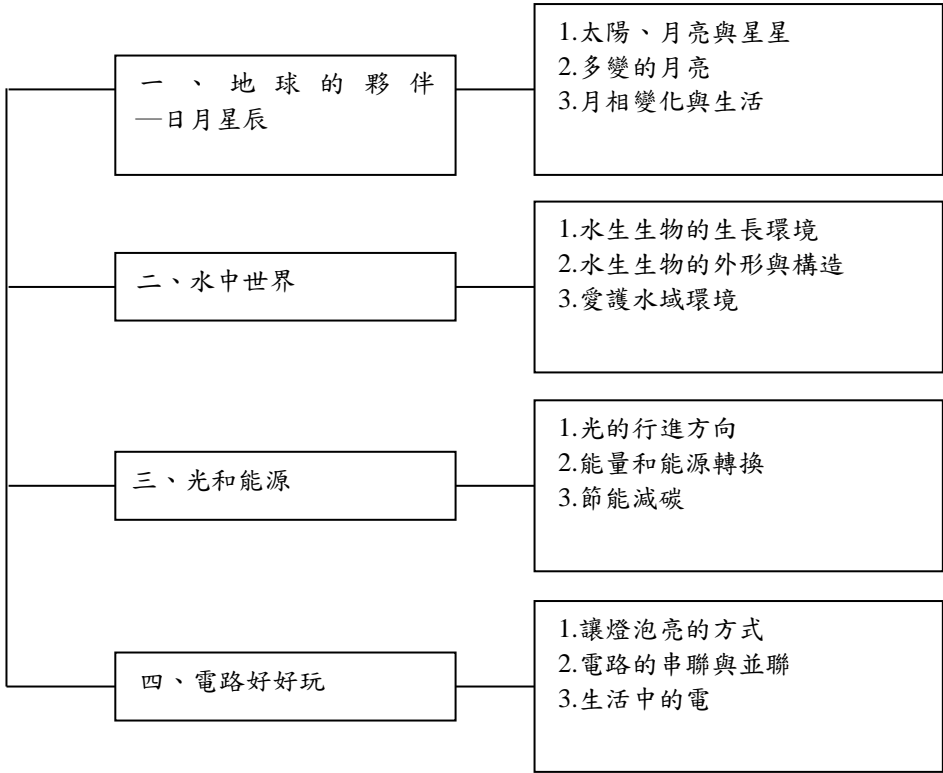 一、地球的夥伴
—日月星辰
1.太陽、月亮與星星
2.多變的月亮
3.月相變化與生活
二、水中世界
1.水生生物的生長環境
2.水生生物的外形與構造
3.愛護水域環境
三、光和能源
1.光的行進方向
2.能量和能源轉換
3.節能減碳
四、電路好好玩
1.讓燈泡亮的方式
2.電路的串聯與並聯
3.生活中的電